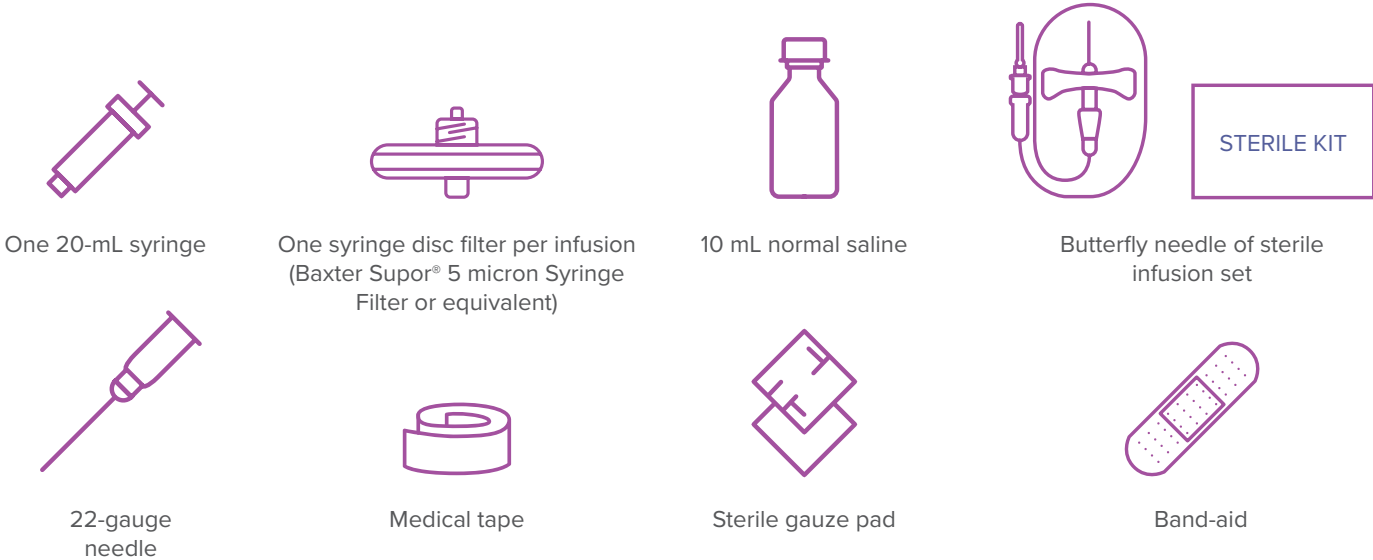 STERILE KIT
One 20-mL syringe
One syringe disc filter per infusion
(Baxter Supor® 5 micron Syringe
Filter or equivalent)
10 mL normal saline
Butterfly needle of sterile
infusion set
22-gauge
needle
Medical tape
Sterile gauze pad
Band-aid